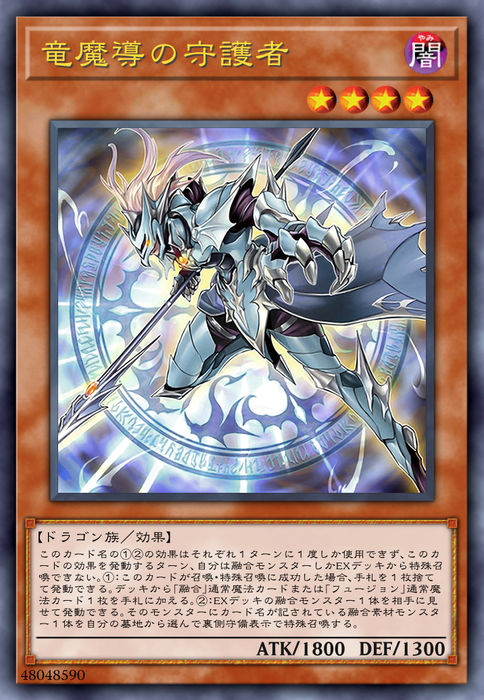 竜魔導の守護者
やみ
闇
【ドラゴン族/効果】
このカード名の①②の効果はそれぞれ1ターンに1度しか使用できず、このカ
ードの効果を発動するターン、自分は融合モンスターしかEXデッキから特殊召
喚できない。①:このカードが召喚・特殊召喚に成功した場合、手札を1枚捨て
て発動できる。デッキから「融合」通常魔法カードまたは「フュージョン」通常魔
法カード1枚を手札に加える。②:EXデッキの融合モンスター1体を相手に見
せて発動できる。そのモンスターにカード名が記されている融合素材モンスタ
ー1体を自分の墓地から選んで裏側守備表示で特殊召喚する。
ATK/1800 DEF/1300
48048590